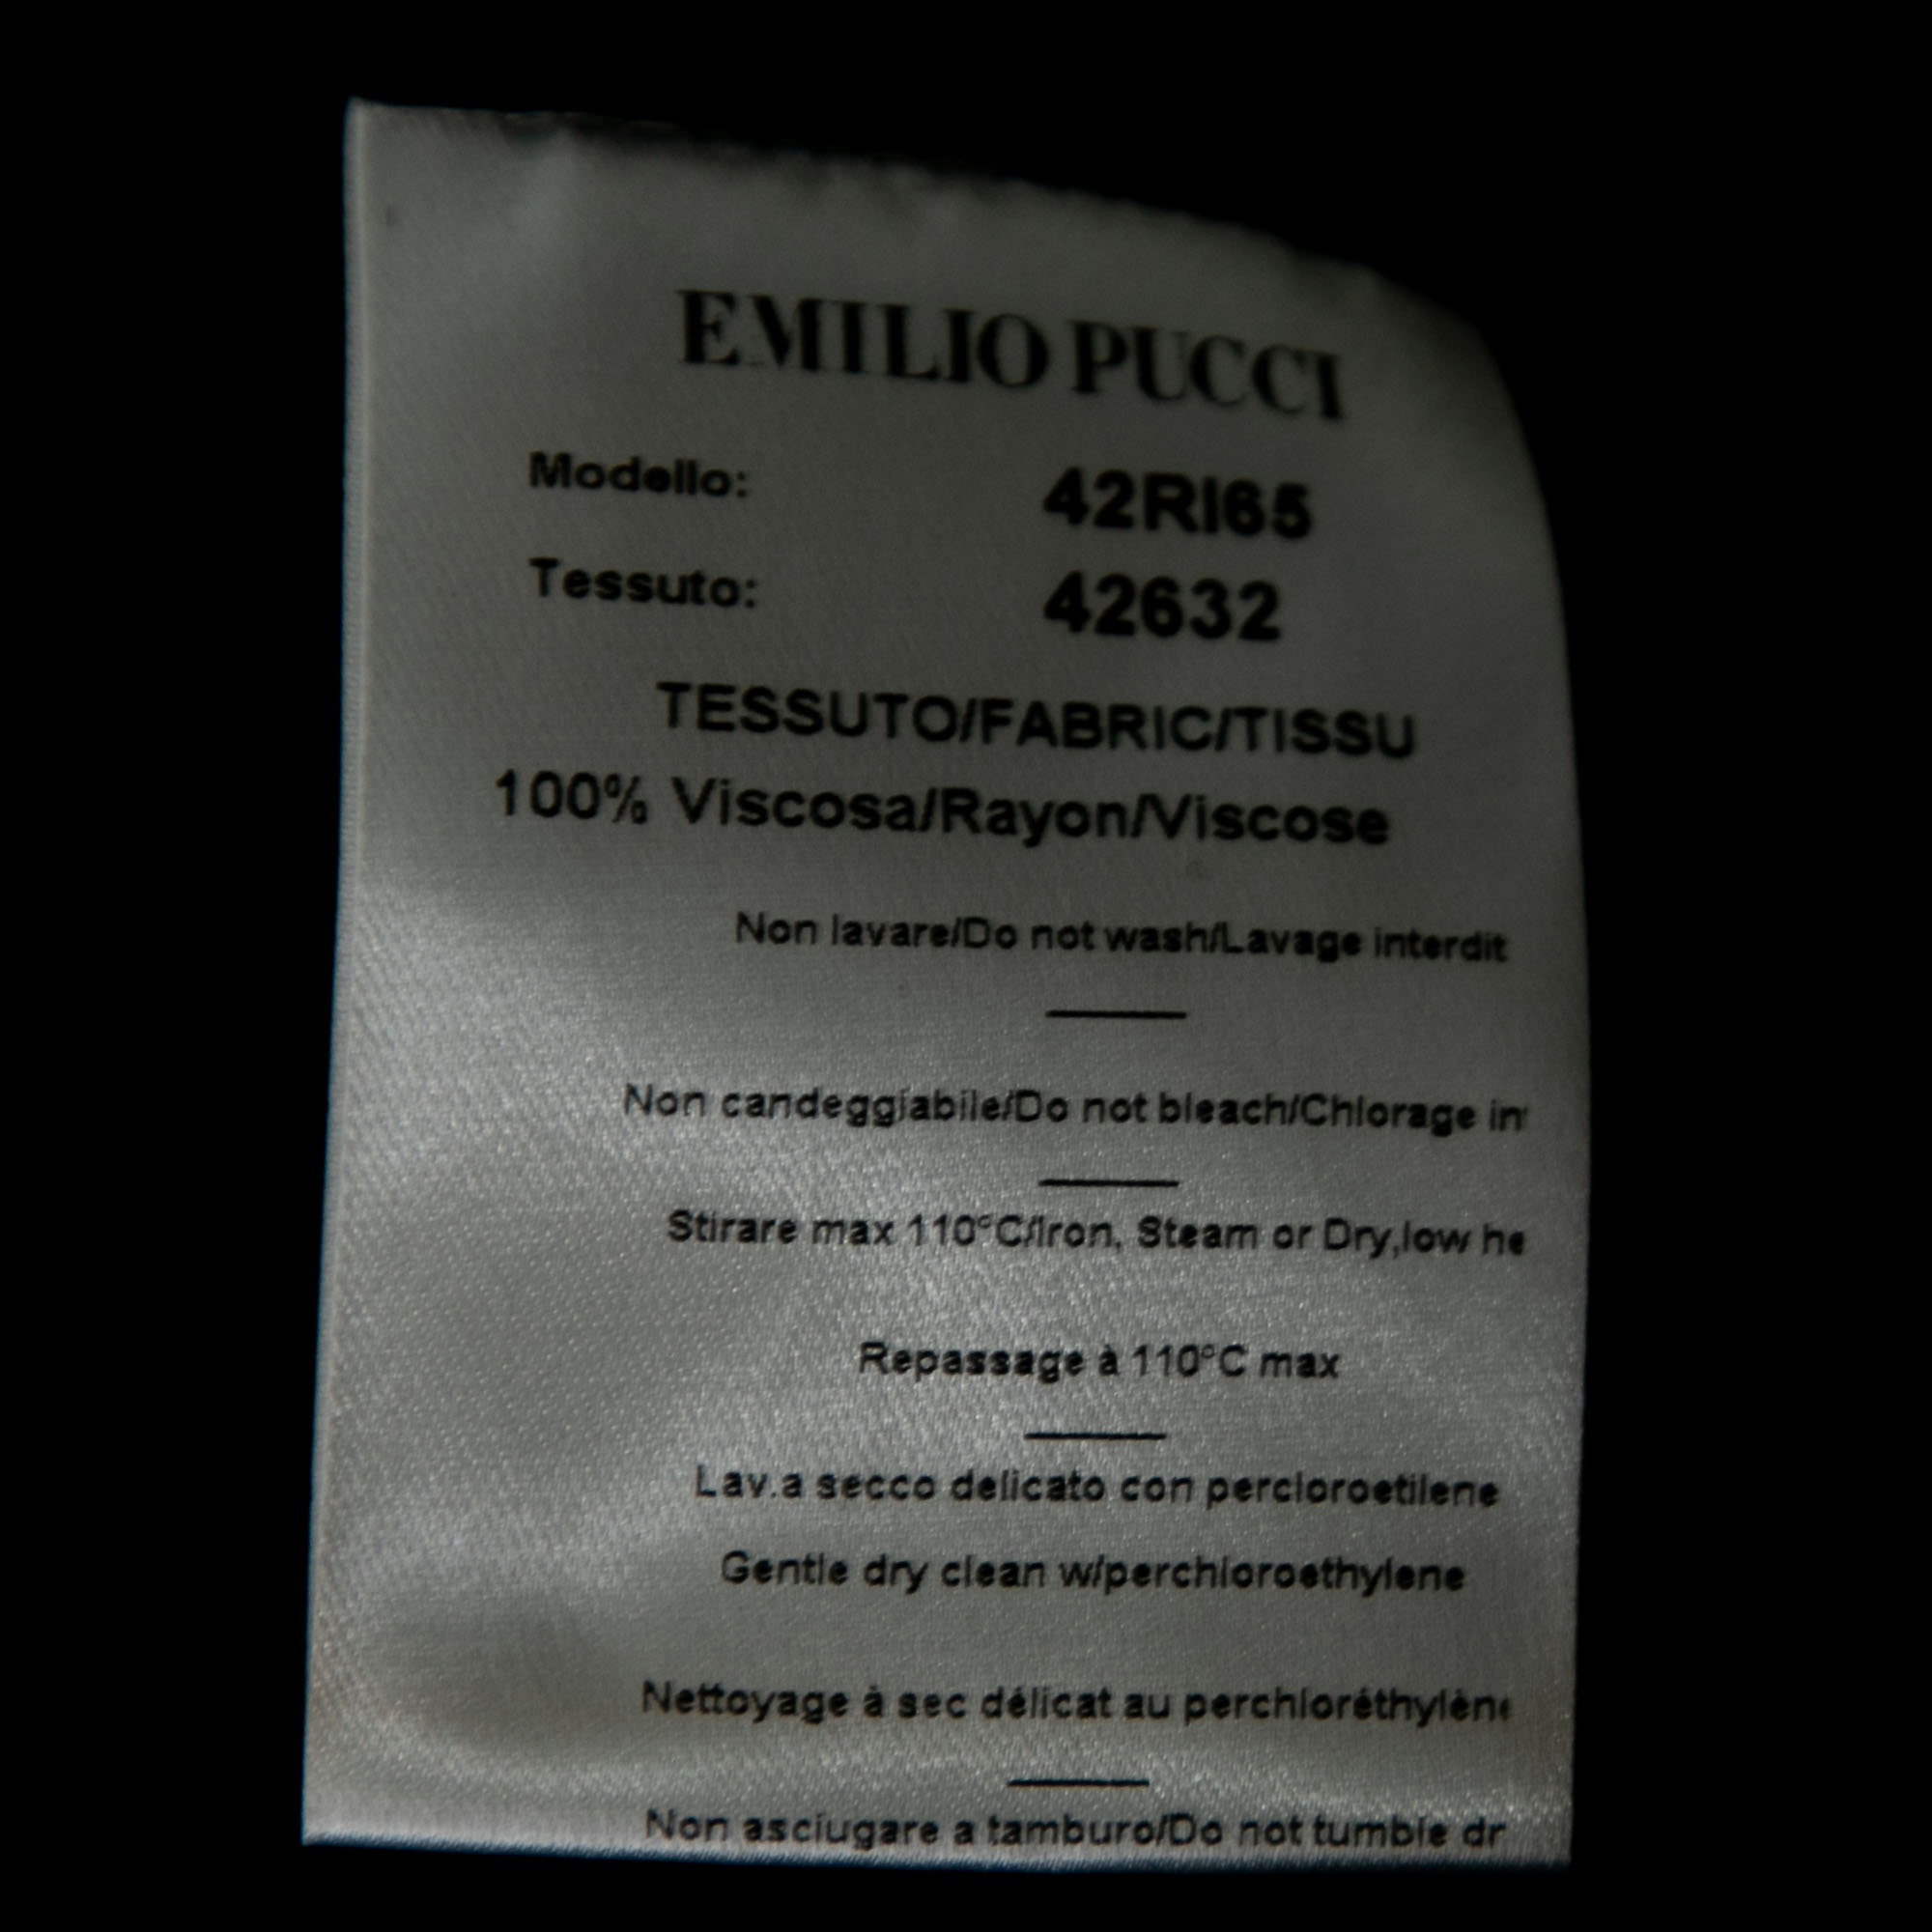 EMILIO PUCCI
Modello: 42RI65
Tessuto: 42632
TESSUTO/FABRIC/TISSU
100% Viscosa/Rayon/Viscose
Non lavare/Do not wash/Lavage interdit
Non candeggiabile/Do not bleach/Chlorage in
Stirare max 110°C/Iron, Steam or Dry,low he
Repassage à 110°C max
Lav.a secco delicato con percloroetilene
Gentle dry clean w/perchloroethylene
Nettoyage à sec délicat au perchloréthylène
Non asciugare a tamburo/Do not tumble dr